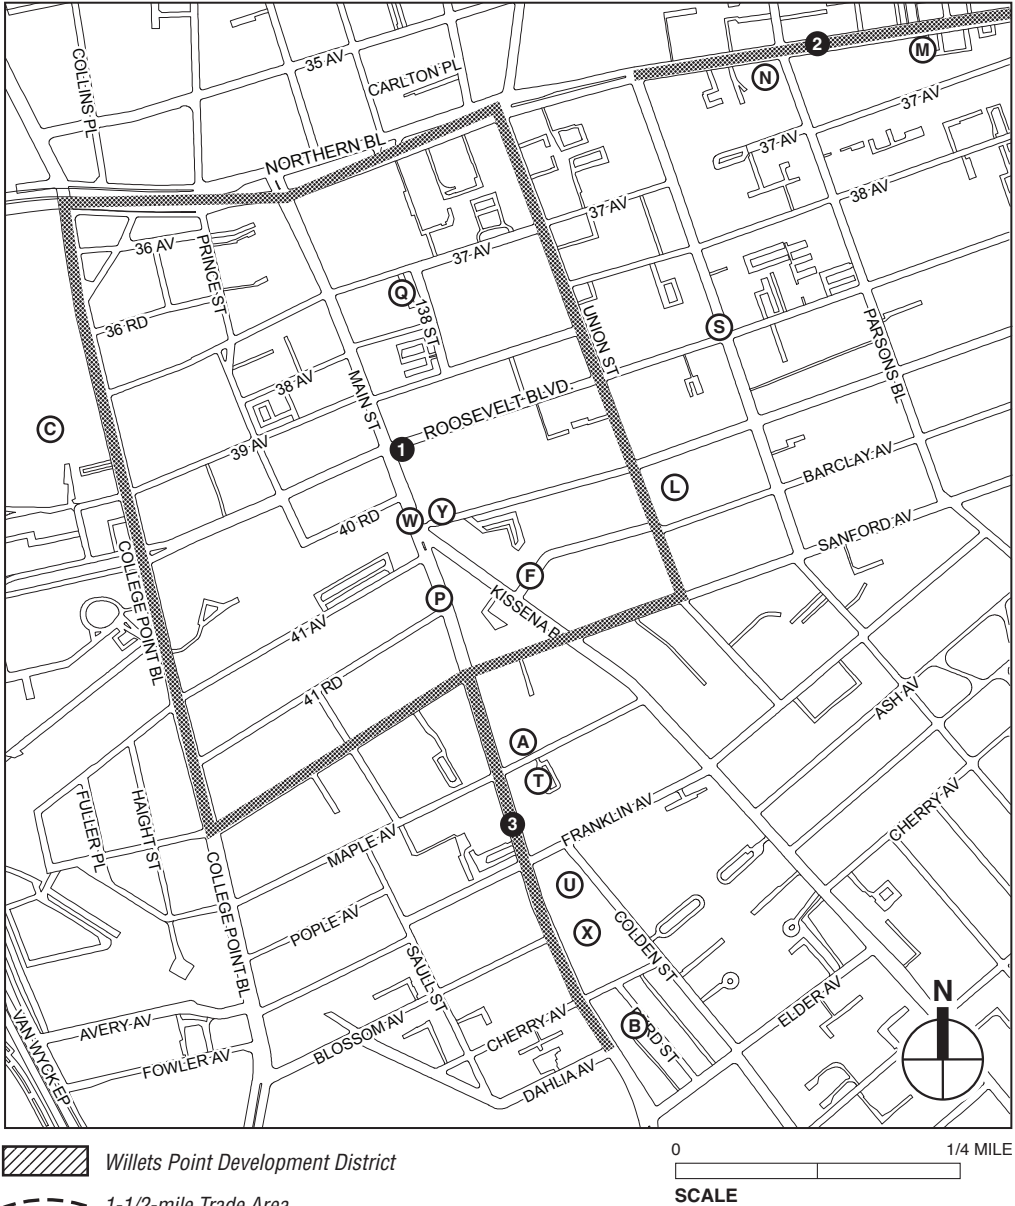 COLLINS PL
35 AV
CARLTON PL
2
M
N
37 AV
NORTHERN BL
37 AV
38 AV
37 AV
36 AV
PRINCE ST
37 AV
Q
138 ST
36 RD
UNION ST
S
PARSONS BL
38 AV
MAIN ST
ROOSEVELT BLVD.
C
39 AV
1
BARCLAY AV
L
40 RD
W
Y
SANFORD AV
COLLEGE POINT BL
F
P
KISSENA B
41 AV
41 RD
ASH AV
A
T
FULLER PL
HAIGHT ST
3
FRANKLIN AV
CHERRY AV
MAPLE AV
COLLEGE POINT BL
U
POPLE AV
X
COLDEN ST
SAULL ST
N
ELDER AV
VAN WYCK EP
AVERY AV
BLOSSOM AV
CHERRY AV
B
RD ST
FOWLER AV
DAHLIA AV
Willets Point Development District
0
1/4 MILE
1-1/2-mile Trade Area
SCALE